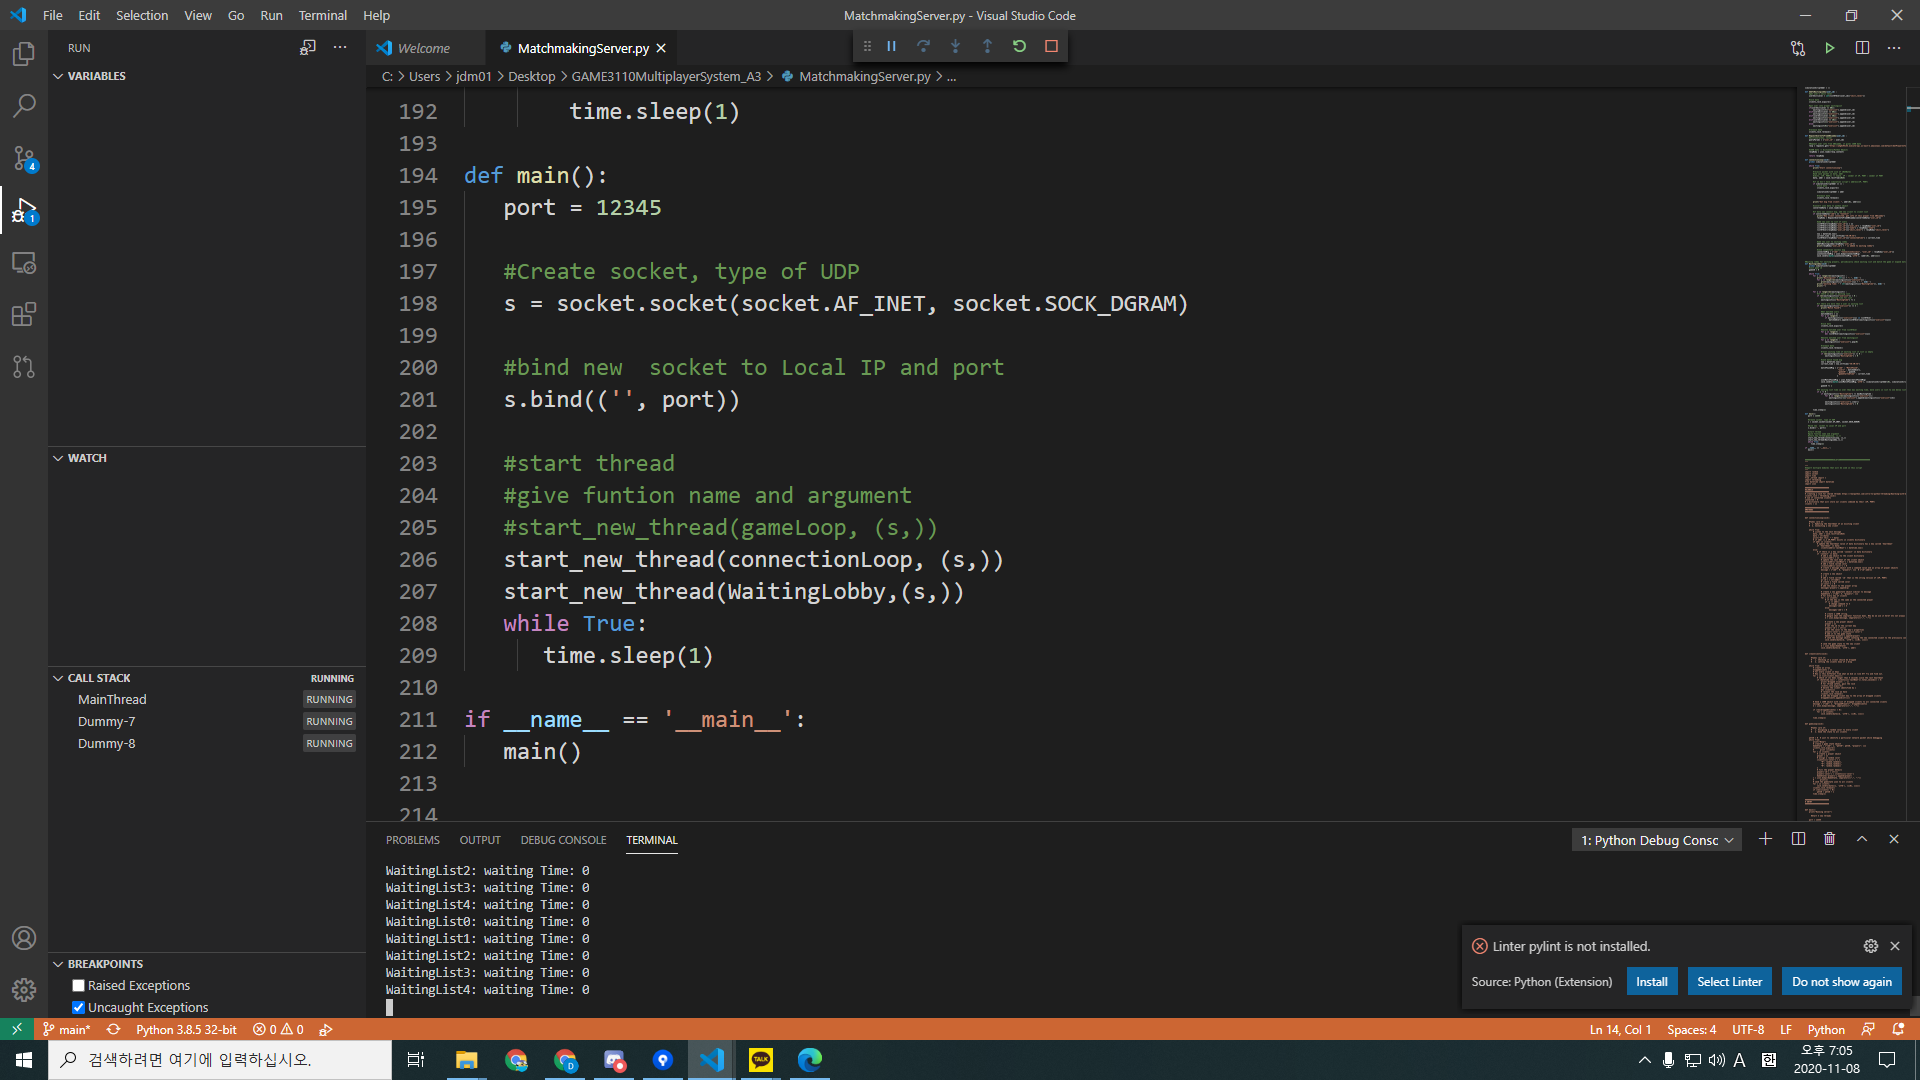 File Edit Selection View Go Run Terminal Help
MatchmakingServer.py - Visual Studio Code
RUN
Welcome
MatchmakingServer.py
C: > Users > jdm01 > Desktop > GAME3110MultiplayerSystem_A3 > MatchmakingServer.py > ...
VARIABLES
WATCH
CALL STACK RUNNING
MainThread RUNNING
Dummy-7 RUNNING
Dummy-8 RUNNING
BREAKPOINTS
Raised Exceptions
Uncaught Exceptions
4
1
192 time.sleep(1)
193
194 def main():
195 port = 12345
196
197 #Create socket, type of UDP
198 s = socket.socket(socket.AF_INET, socket.SOCK_DGRAM)
199
200 #bind new  socket to Local IP and port
201 s.bind(('', port))
202
203 #start thread
204 #give funtion name and argument
205 #start_new_thread(gameLoop, (s,))
206 start_new_thread(connectionLoop, (s,))
207 start_new_thread(WaitingLobby,(s,))
208 while True:
209 time.sleep(1)
210
211 if __name__ == '__main__':
212 main()
213
214
PROBLEMS OUTPUT DEBUG CONSOLE TERMINAL
1: Python Debug Consc
WaitingList2: waiting Time: 0
WaitingList3: waiting Time: 0
WaitingList4: waiting Time: 0
WaitingList0: waiting Time: 0
WaitingList1: waiting Time: 0
WaitingList2: waiting Time: 0
WaitingList3: waiting Time: 0
WaitingList4: waiting Time: 0
Linter pylint is not installed.
Source: Python (Extension) Install Select Linter Do not show again
main* Python 3.8.5 32-bit 0 0
Ln 14, Col 1 Spaces: 4 UTF-8 LF Python
검색하려면 여기에 입력하십시오.
TALK
A 한
오후 7:05
2020-11-08